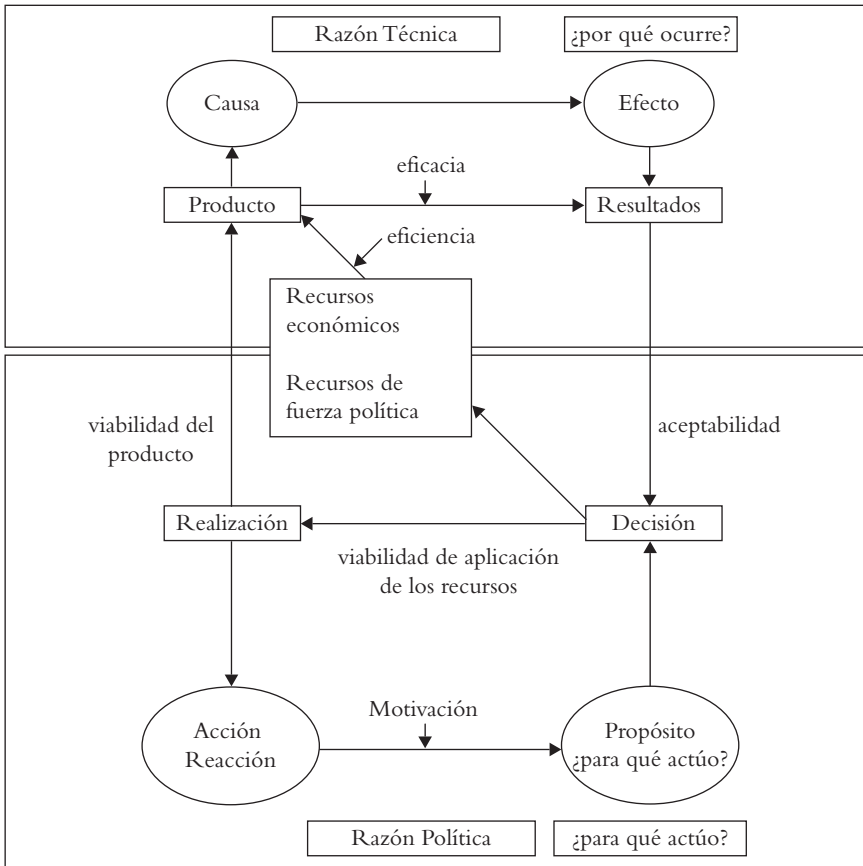 Razón Técnica
¿por qué ocurre?
Causa
Efecto
eficacia
Producto
Resultados
eficiencia
Recursos
económicos
Recursos de
fuerza política
viabilidad del
producto
aceptabilidad
Realización
Decisión
viabilidad de aplicación
de los recursos
Motivación
Acción
Reacción
Propósito
¿para qué actúo?
Razón Política
¿para qué actúo?